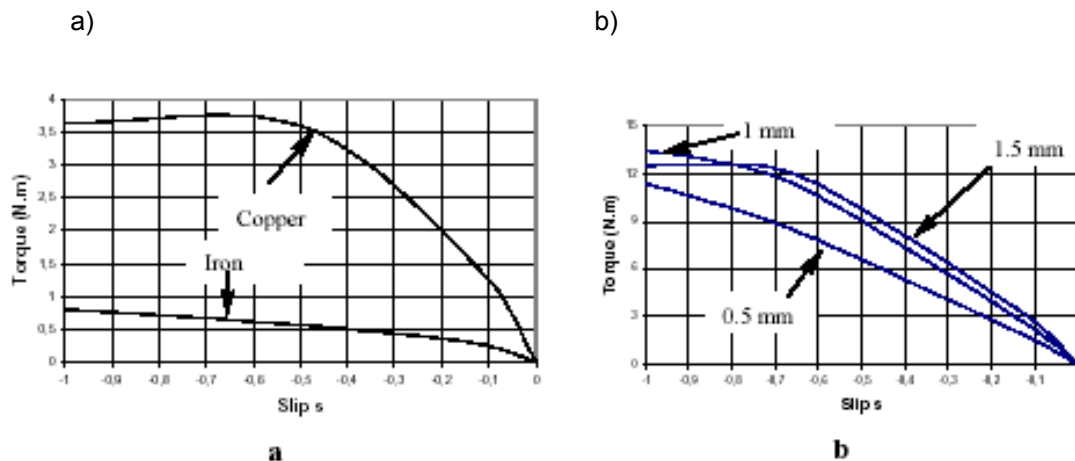 a)
b)
4
3,5
3
2,5
2
1,5
1
0,5
0
Torque (N.m)
Copper
Iron
-1 -0,9 -0,8 -0,7 -0,6 -0,5 -0,4 -0,3 -0,2 -0,1 0
Slip s
a
15
12
9
6
3
0
Torque (N.m)
1 mm
1.5 mm
0.5 mm
-1 -0,9 -0,8 -0,7 -0,6 -0,5 -0,4 -0,3 -0,2 -0,1
Slip s
b